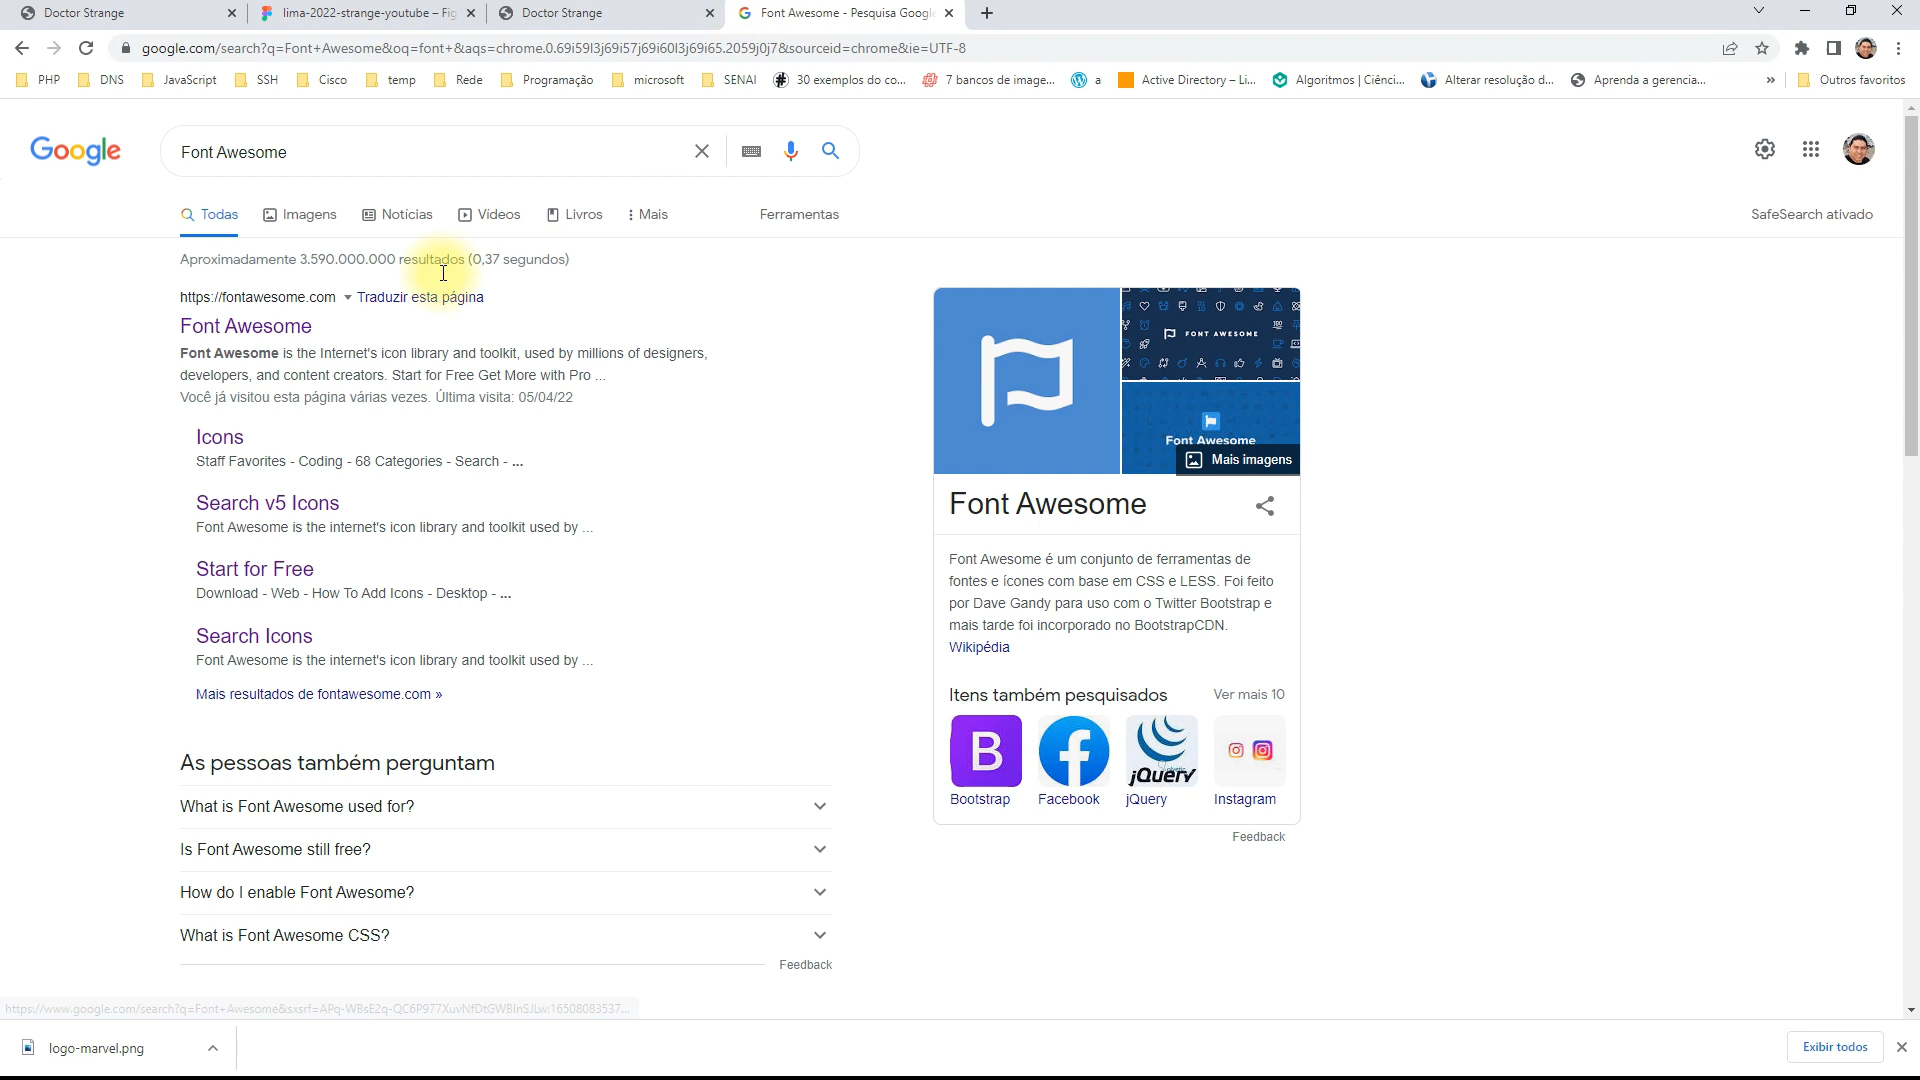 Doctor Strange
lima-2022-strange-youtube – Fig
Doctor Strange
Font Awesome - Pesquisa Google
google.com/search?q=Font+Awesome&oq=font+&aqs=chrome.0.69i59l3j69i57j69i60l3j69i65.2059j0j7&sourceid=chrome&ie=UTF-8
PHP
DNS
JavaScript
SSH
Cisco
temp
Rede
Programação
microsoft
SENAI
30 exemplos do co...
7 bancos de image...
a
Active Directory – Li...
Algoritmos | Ciênci...
Alterar resolução d...
Aprenda a gerencia...
»
Outros favoritos
Google
Font Awesome
Todas
Imagens
Notícias
Vídeos
Livros
Mais
Ferramentas
SafeSearch ativado
Aproximadamente 3.590.000.000 resultados (0,37 segundos)
https://fontawesome.com
Traduzir esta página
Font Awesome
Font Awesome is the Internet's icon library and toolkit, used by millions of designers,
developers, and content creators. Start for Free Get More with Pro ...
Você já visitou esta página várias vezes. Última visita: 05/04/22
Icons
Staff Favorites - Coding - 68 Categories - Search - ...
Search v5 Icons
Font Awesome is the internet's icon library and toolkit used by ...
Start for Free
Download - Web - How To Add Icons - Desktop - ...
Search Icons
Font Awesome is the internet's icon library and toolkit used by ...
Mais resultados de fontawesome.com »
As pessoas também perguntam
What is Font Awesome used for?
Is Font Awesome still free?
How do I enable Font Awesome?
What is Font Awesome CSS?
Feedback
FONT AWESOME
Font Awesome
Mais imagens
Font Awesome
Font Awesome é um conjunto de ferramentas de
fontes e ícones com base em CSS e LESS. Foi feito
por Dave Gandy para uso com o Twitter Bootstrap e
mais tarde foi incorporado no BootstrapCDN.
Wikipédia
Itens também pesquisados
Ver mais 10
B
jQuery
Bootstrap
Facebook
jQuery
Instagram
Feedback
logo-marvel.png
Exibir todos